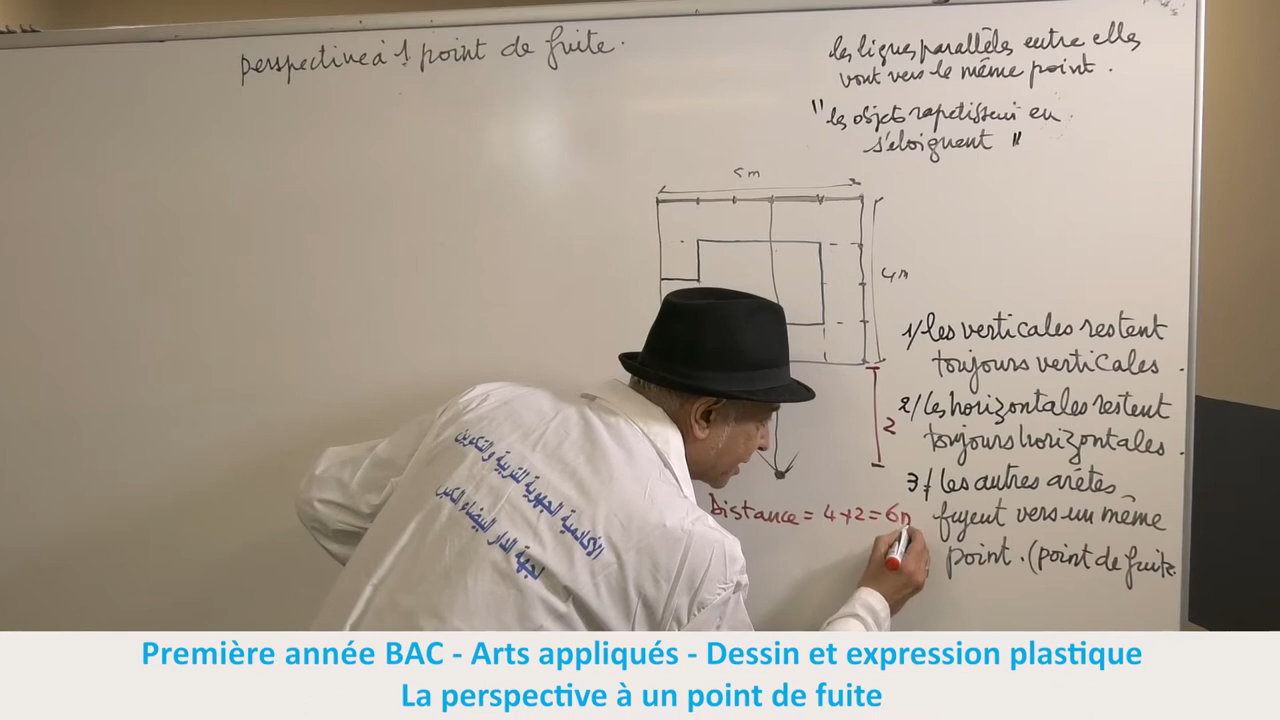 perspective à 1 point de fuite.
les lignes parallèles entre elles
vont vers le même point.
"les objets rapetissent en
s'éloignent"
5m
4m
1/ les verticales restent
toujours verticales.
2/ les horizontales restent
toujours horizontales.
2
3/ les autres arêtes
fuyent vers un même
point. (point de fuite.
Distance = 4+2=6m
الأكاديمية الجهوية للتربية والتكوين
لجهة الدار البيضاء الكبرى
Première année BAC - Arts appliqués - Dessin et expression plastique
La perspective à un point de fuite